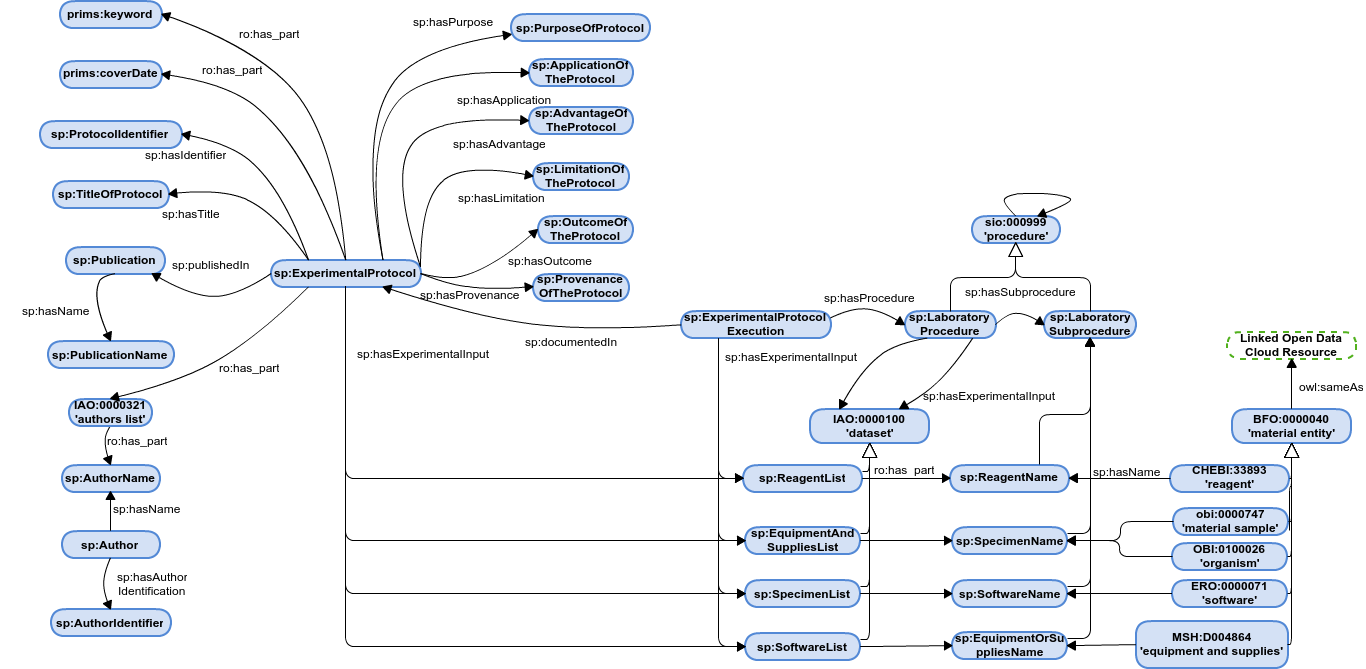 prims:keyword
ro:has_part
sp:hasPurpose
sp:PurposeOfProtocol
prims:coverDate
ro:has_part
sp:ApplicationOf
TheProtocol
sp:hasApplication
sp:AdvantageOf
TheProtocol
sp:ProtocolIdentifier
sp:hasIdentifier
sp:hasAdvantage
sp:LimitationOf
TheProtocol
sp:TitleOfProtocol
sp:hasTitle
sp:hasLimitation
sp:OutcomeOf
TheProtocol
sio:000999
'procedure'
sp:Publication
sp:publishedIn
sp:ExperimentalProtocol
sp:hasOutcome
sp:Provenance
OfTheProtocol
sp:hasProvenance
sp:hasProcedure
sp:hasSubprocedure
sp:hasName
sp:ExperimentalProtocol
Execution
sp:Laboratory
Procedure
sp:Laboratory
Subprocedure
sp:documentedIn
sp:PublicationName
sp:hasExperimentalInput
sp:hasExperimentalInput
Linked Open Data
Cloud Resource
ro:has_part
owl:sameAs
sp:hasExperimentalInput
IAO:0000321
'authors list'
IAO:0000100
'dataset'
BFO:0000040
'material entity'
ro:has_part
sp:AuthorName
sp:ReagentList
ro:has_part
sp:ReagentName
sp:hasName
CHEBI:33893
'reagent'
sp:hasName
obi:0000747
'material sample'
sp:Author
sp:EquipmentAnd
SuppliesList
sp:SpecimenName
OBI:0100026
'organism'
sp:hasAuthor
Identification
sp:SpecimenList
sp:SoftwareName
ERO:0000071
'software'
sp:AuthorIdentifier
sp:SoftwareList
sp:EquipmentOrSu
ppliesName
MSH:D004864
'equipment and supplies'